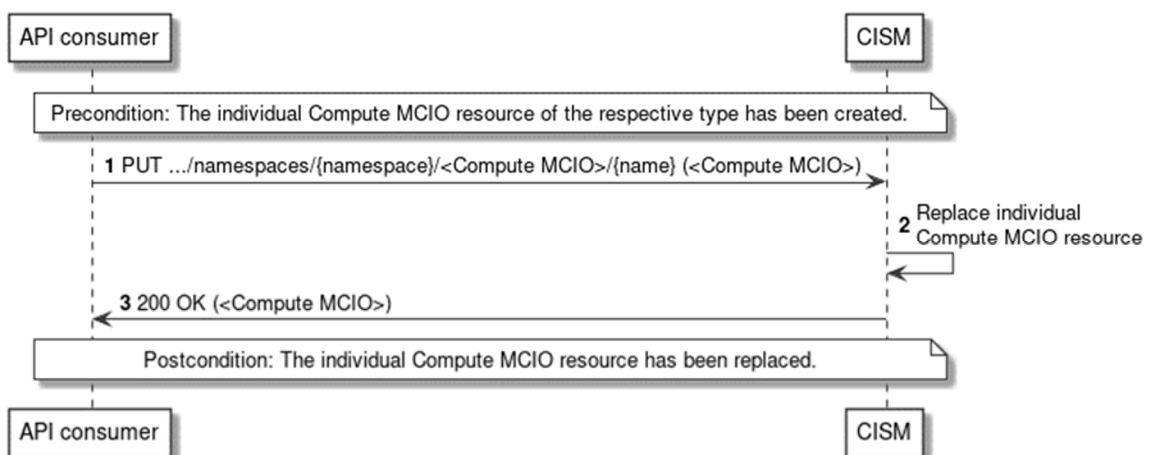 API consumer
CISM
Precondition: The individual Compute MCIO resource of the respective type has been created.
1 PUT .../namespaces/{namespace}/<Compute MCIO>/{name} (<Compute MCIO>)
2 Replace individual
Compute MCIO resource
3 200 OK (<Compute MCIO>)
Postcondition: The individual Compute MCIO resource has been replaced.
API consumer
CISM